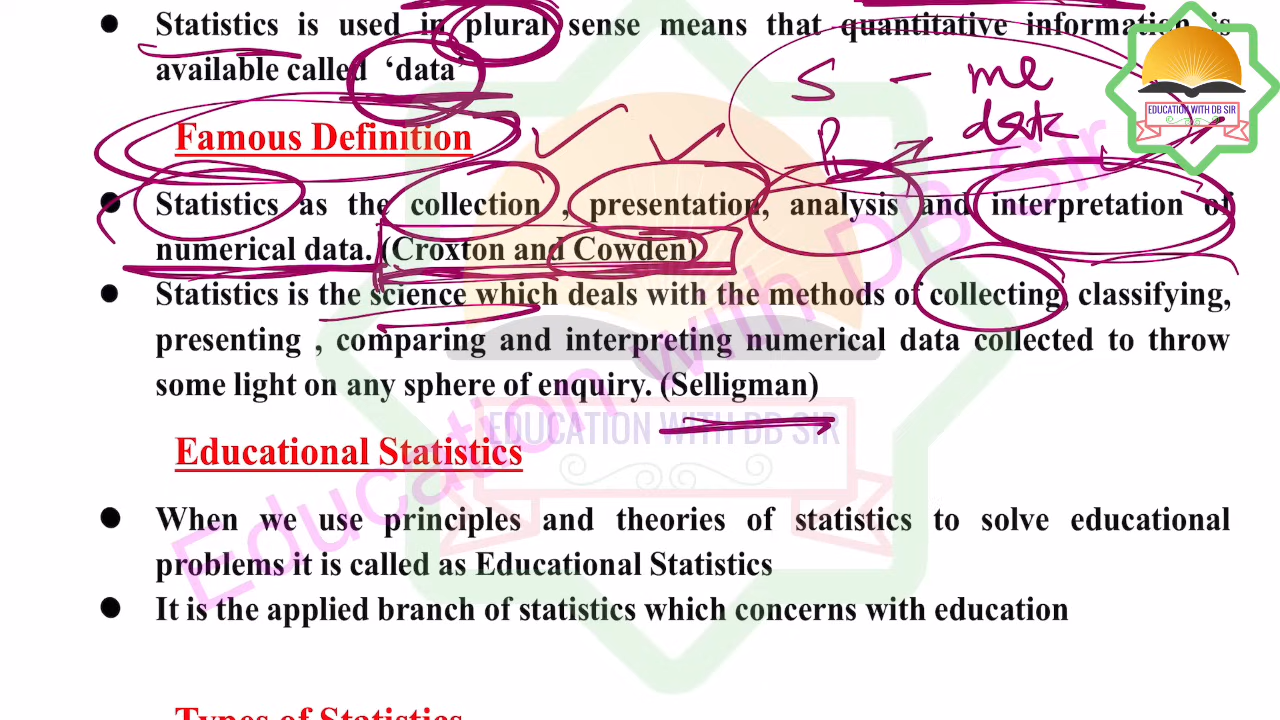 Statistics is used in plural sense means that quantitative information is
available called ‘data’
S - me
P → data
Famous Definition
Statistics as the collection , presentation, analysis and interpretation of
numerical data. (Croxton and Cowden)
Statistics is the science which deals with the methods of collecting, classifying,
presenting , comparing and interpreting numerical data collected to throw
some light on any sphere of enquiry. (Selligman)
Educational Statistics
When we use principles and theories of statistics to solve educational
problems it is called as Educational Statistics
It is the applied branch of statistics which concerns with education
Types of Statistics
EDUCATION WITH DB SIR
EDUCATION WITH DB SIR
Education with DB Sir